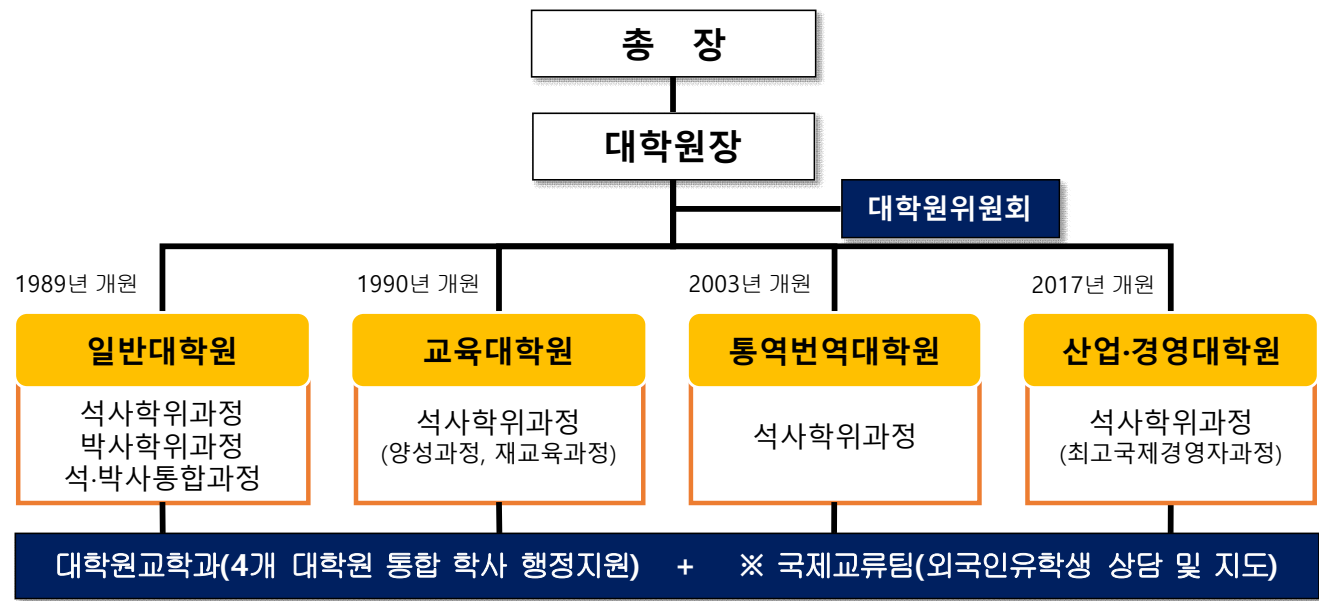 총 장
대학원장
대학원위원회
1989년 개원
1990년 개원
2003년 개원
2017년 개원
일반대학원
교육대학원
통역번역대학원
산업·경영대학원
석사학위과정
박사학위과정
석·박사통합과정
석사학위과정
(양성과정, 재교육과정)
석사학위과정
석사학위과정
(최고국제경영자과정)
대학원교학과(4개 대학원 통합 학사 행정지원) + ※ 국제교류팀(외국인유학생 상담 및 지도)